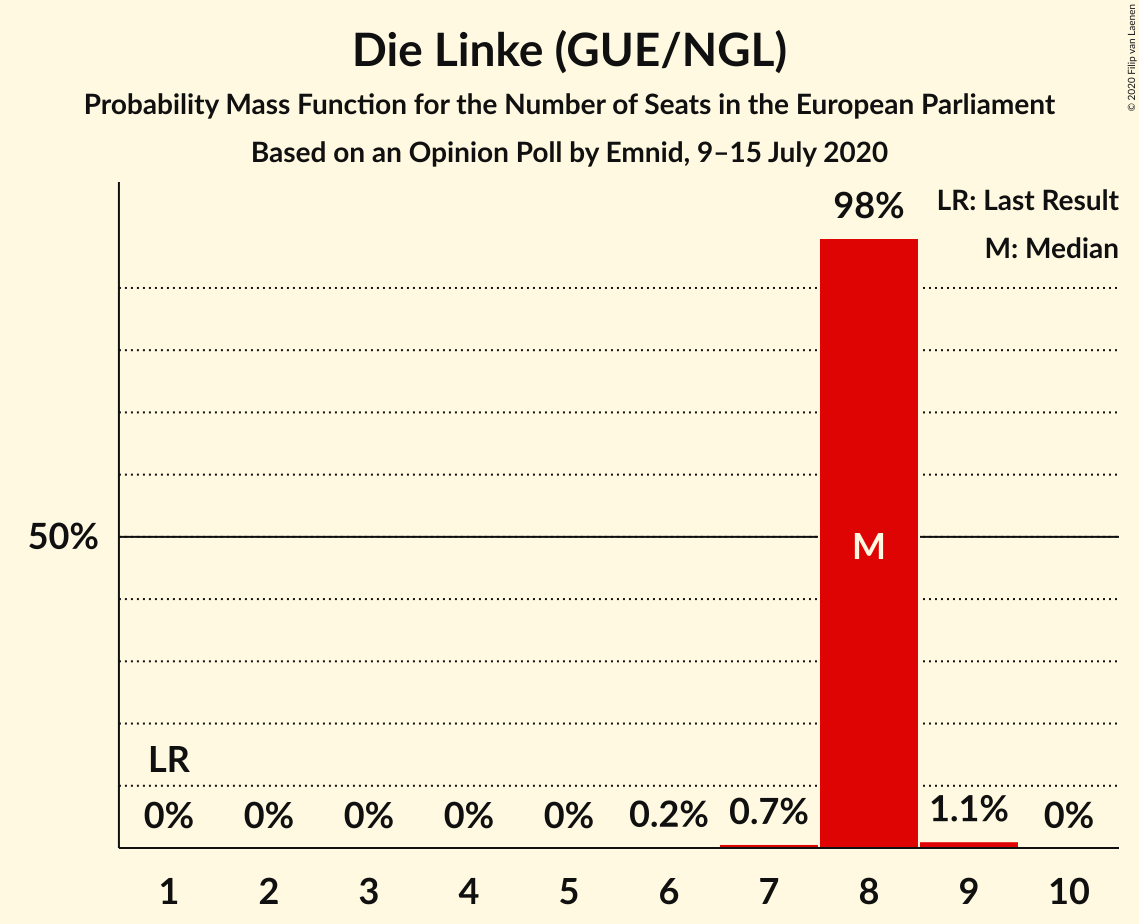 © 2020 Filip van Laenen
Die Linke (GUE/NGL)
Probability Mass Function for the Number of Seats in the European Parliament
Based on an Opinion Poll by Emnid, 9–15 July 2020
98%
LR: Last Result
M: Median
50%
M
LR
0% 0% 0% 0% 0% 0.2% 0.7% 1.1% 0%
1 2 3 4 5 6 7 8 9 10